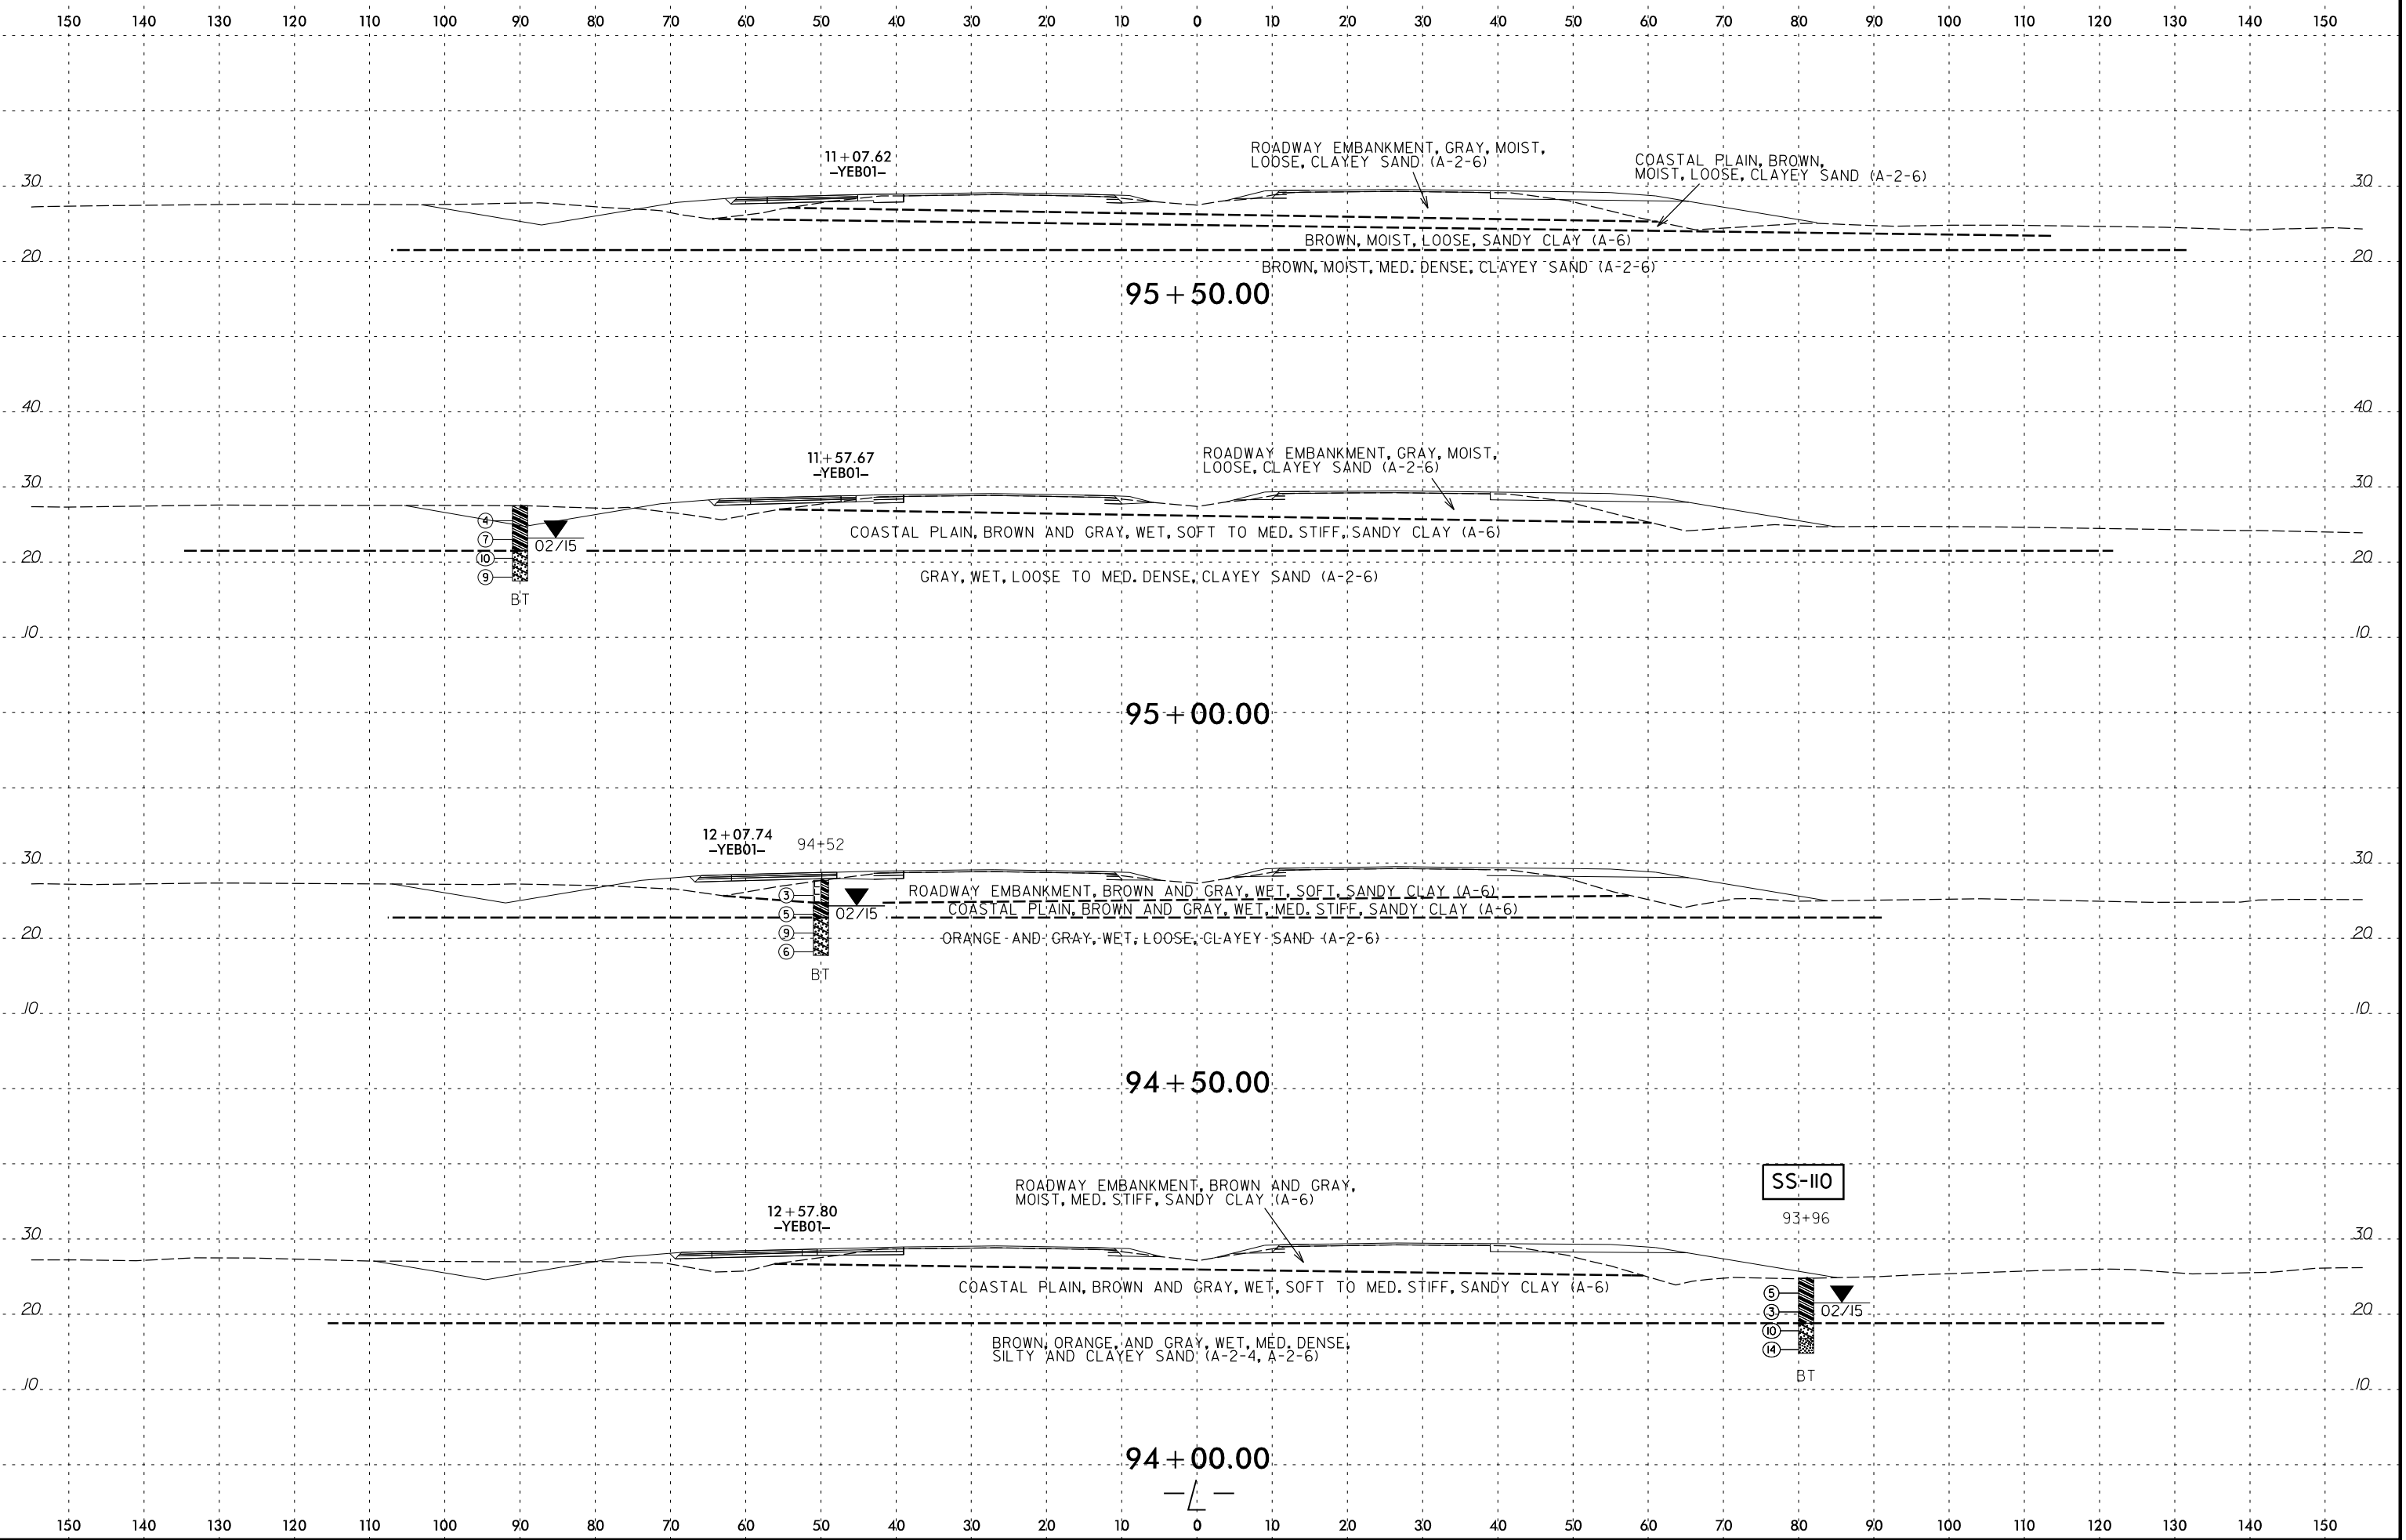 150 140 130 120 110 100 90 80 70 60 50 40 30 20 10 0 10 20 30 40 50 60 70 80 90 100 110 120 130 140 150
11+07.62
-YEB01-
ROADWAY EMBANKMENT, GRAY, MOIST,
LOOSE, CLAYEY SAND (A-2-6)
COASTAL PLAIN, BROWN,
MOIST, LOOSE, CLAYEY SAND (A-2-6)
30 30
BROWN, MOIST, LOOSE, SANDY CLAY (A-6)
20 20
BROWN, MOIST, MED. DENSE, CLAYEY SAND (A-2-6)
95+50.00
40 40
11+57.67
-YEB01-
ROADWAY EMBANKMENT, GRAY, MOIST,
LOOSE, CLAYEY SAND (A-2-6)
30 30
4
COASTAL PLAIN, BROWN AND GRAY, WET, SOFT TO MED. STIFF, SANDY CLAY (A-6)
7
02/15
10
20 20
9
GRAY, WET, LOOSE TO MED. DENSE, CLAYEY SAND (A-2-6)
BT
10 10
95+00.00
12+07.74
-YEB01-
94+52
30 30
3
ROADWAY EMBANKMENT, BROWN AND GRAY, WET, SOFT, SANDY CLAY (A-6)
5
02/15
COASTAL PLAIN, BROWN AND GRAY, WET, MED. STIFF, SANDY CLAY (A-6)
9
20 20
ORANGE AND GRAY, WET, LOOSE, CLAYEY SAND (A-2-6)
6
BT
10 10
94+50.00
SS-110
93+96
ROADWAY EMBANKMENT, BROWN AND GRAY,
MOIST, MED. STIFF, SANDY CLAY (A-6)
12+57.80
-YEB01-
30 30
COASTAL PLAIN, BROWN AND GRAY, WET, SOFT TO MED. STIFF, SANDY CLAY (A-6)
5
3
02/15
20 20
10
BROWN, ORANGE, AND GRAY, WET, MED. DENSE,
SILTY AND CLAYEY SAND (A-2-4, A-2-6)
14
BT
10 10
94+00.00
-L-
150 140 130 120 110 100 90 80 70 60 50 40 30 20 10 0 10 20 30 40 50 60 70 80 90 100 110 120 130 140 150